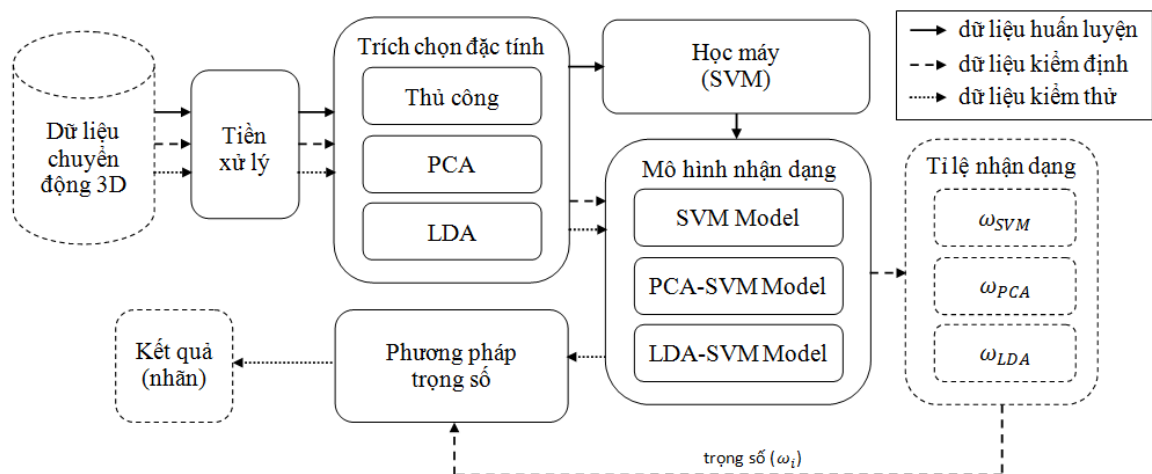 Dữ liệu
chuyển
động 3D
Tiền
xử lý
Trích chọn đặc tính
Thủ công
PCA
LDA
Học máy
(SVM)
dữ liệu huấn luyện
dữ liệu kiểm định
dữ liệu kiểm thử
Mô hình nhận dạng
SVM Model
PCA-SVM Model
LDA-SVM Model
Tỉ lệ nhận dạng
ω_SVM
ω_PCA
ω_LDA
Kết quả
(nhãn)
Phương pháp
trọng số
trọng số (ω_i)